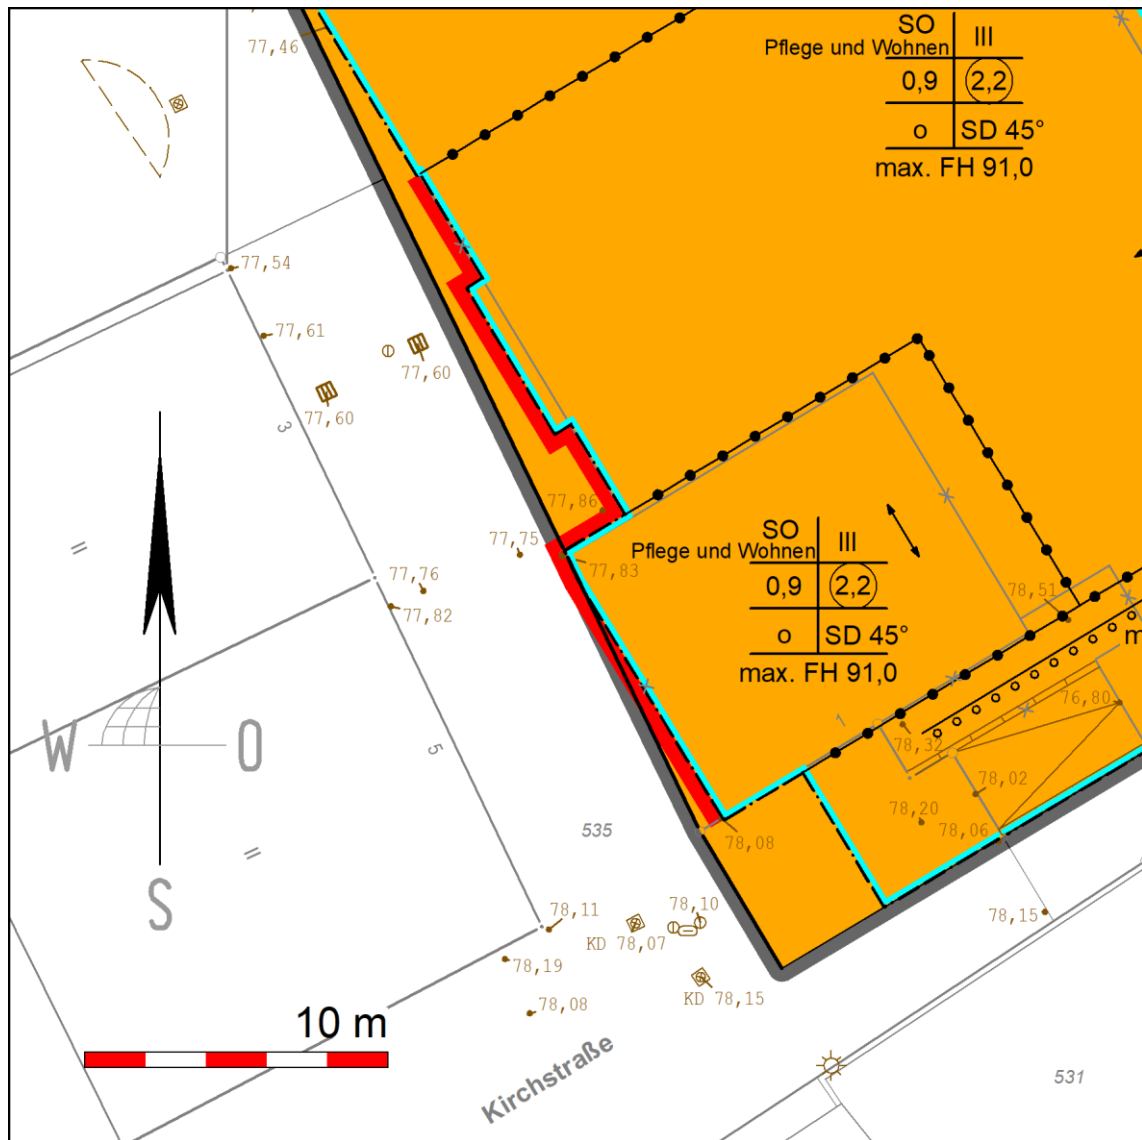 77,46
SO III
Pflege und Wohnen
0,9 2,2
o SD 45°
max. FH 91,0
77,54
77,61
77,60
77,60
3
77,86
77,75
77,83
77,76
77,82
SO III
Pflege und Wohnen
0,9 2,2
o SD 45°
max. FH 91,0
78,51
m
76,80
1
78,32
W O
5
78,02
78,20
78,06
78,08
535
S
78,11
78,10
KD 78,07
78,15
78,19
KD 78,15
78,08
10 m
Kirchstraße
531